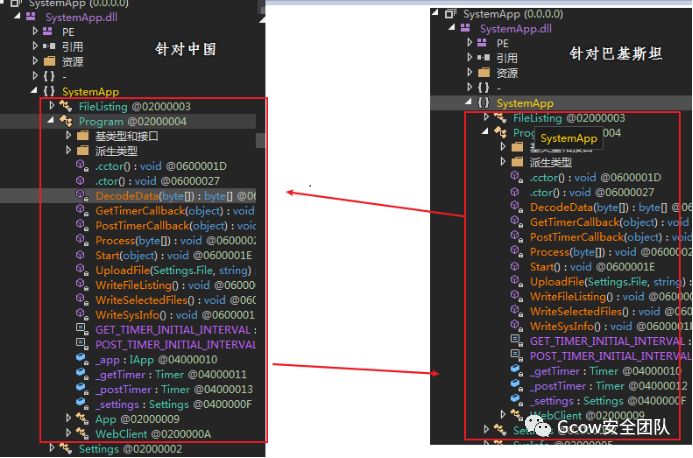 SystemApp (0.0.0.0)
SystemApp.dll
PE
引用
资源
-
SystemApp
FileListing @02000003
Program @02000004
基类型和接口
派生类型
.cctor() : void @0600001D
.ctor() : void @06000027
DecodeData(byte[]) : byte[] @06
GetTimerCallback(object) : void
PostTimerCallback(object) : void
Process(byte[]) : void @0600002
Start(object) : void @0600001E
UploadFile(Settings.File, string) :
WriteFileListing() : void @060000
WriteSelectedFiles() : void @060
WriteSysInfo() : void @0600001
GET_TIMER_INITIAL_INTERVAL :
POST_TIMER_INITIAL_INTERVAL
_app : IApp @04000010
_getTimer : Timer @04000011
_postTimer : Timer @04000013
_settings : Settings @0400000F
App @02000009
WebClient @0200000A
Settings @02000002
针对中国
SystemApp (0.0.0.0)
SystemApp.dll
PE
引用
资源
-
SystemApp
FileListing @02000003
SystemApp
派生类型
.cctor() : void @0600001D
.ctor() : void @06000027
DecodeData(byte[]) : byte[] @06
GetTimerCallback(object) : void
PostTimerCallback(object) : void
Process(byte[]) : void @0600002
Start() : void @0600001E
UploadFile(Settings.File, string) :
WriteFileListing() : void @060000
WriteSelectedFiles() : void @060
WriteSysInfo() : void @0600001F
GET_TIMER_INITIAL_INTERVAL
POST_TIMER_INITIAL_INTERVAL
_getTimer : Timer @04000010
_postTimer : Timer @04000012
_settings : Settings @0400000F
WebClient @02000009
针对巴基斯坦
Gcow安全团队